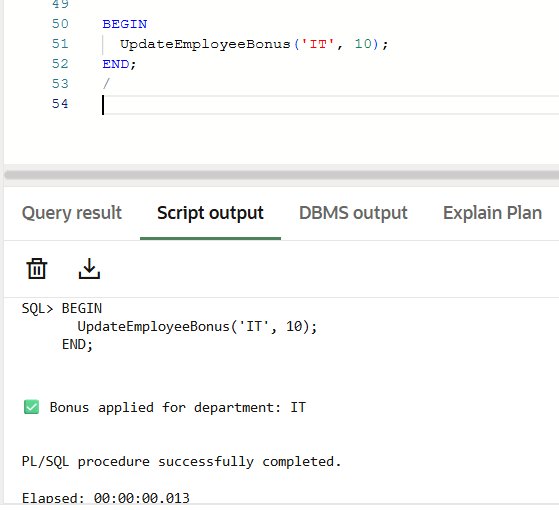 49
50 BEGIN
51 UpdateEmployeeBonus('IT', 10);
52 END;
53 /
54
Query result Script output DBMS output Explain Plan
SQL> BEGIN
UpdateEmployeeBonus('IT', 10);
END;
✅ Bonus applied for department: IT
PL/SQL procedure successfully completed.
Elapsed: 00:00:00.013